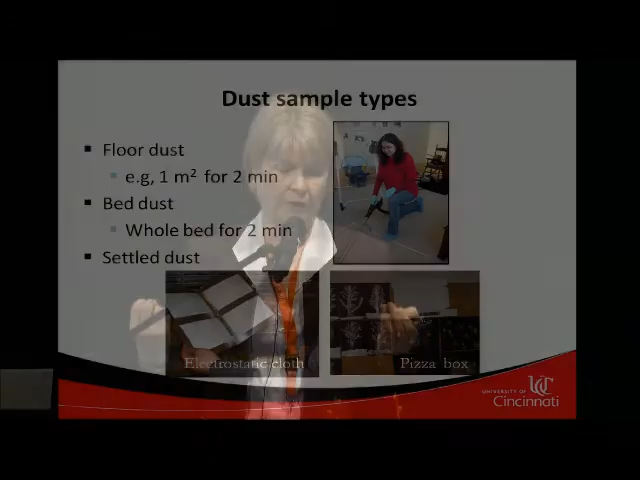 Dust sample types
Floor dust
e.g, 1 m² for 2 min
Bed dust
Whole bed for 2 min
Settled dust
Electrostatic cloth
Pizza box
UNIVERSITY OF
UC
Cincinnati